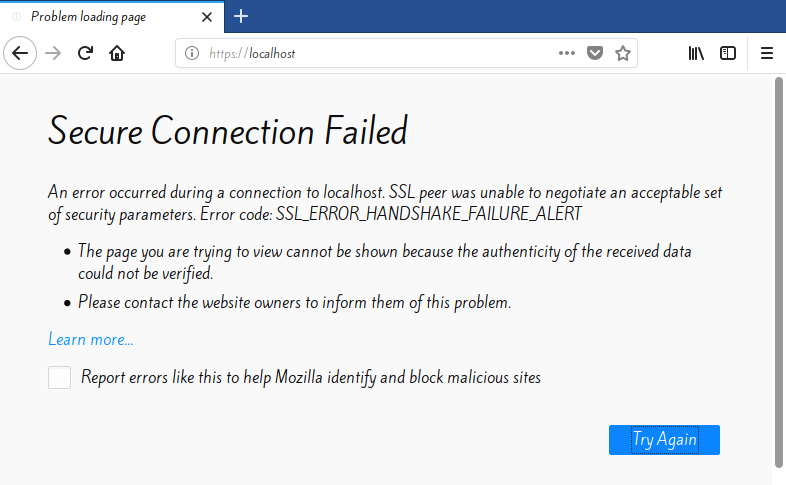 Problem loading page
https://localhost
Secure Connection Failed
An error occurred during a connection to localhost. SSL peer was unable to negotiate an acceptable set
of security parameters. Error code: SSL_ERROR_HANDSHAKE_FAILURE_ALERT
The page you are trying to view cannot be shown because the authenticity of the received data
could not be verified.
Please contact the website owners to inform them of this problem.
Learn more...
Report errors like this to help Mozilla identify and block malicious sites
Try Again